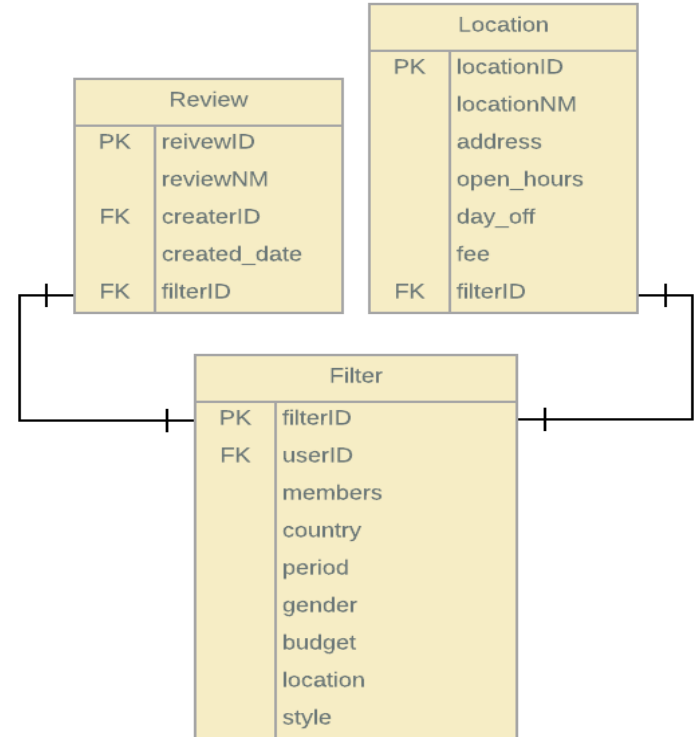 Location
PK locationID
locationNM
address
open_hours
day_off
fee
FK filterID
Review
PK reivewID
reviewNM
FK createrID
created_date
FK filterID
Filter
PK filterID
FK userID
members
country
period
gender
budget
location
style